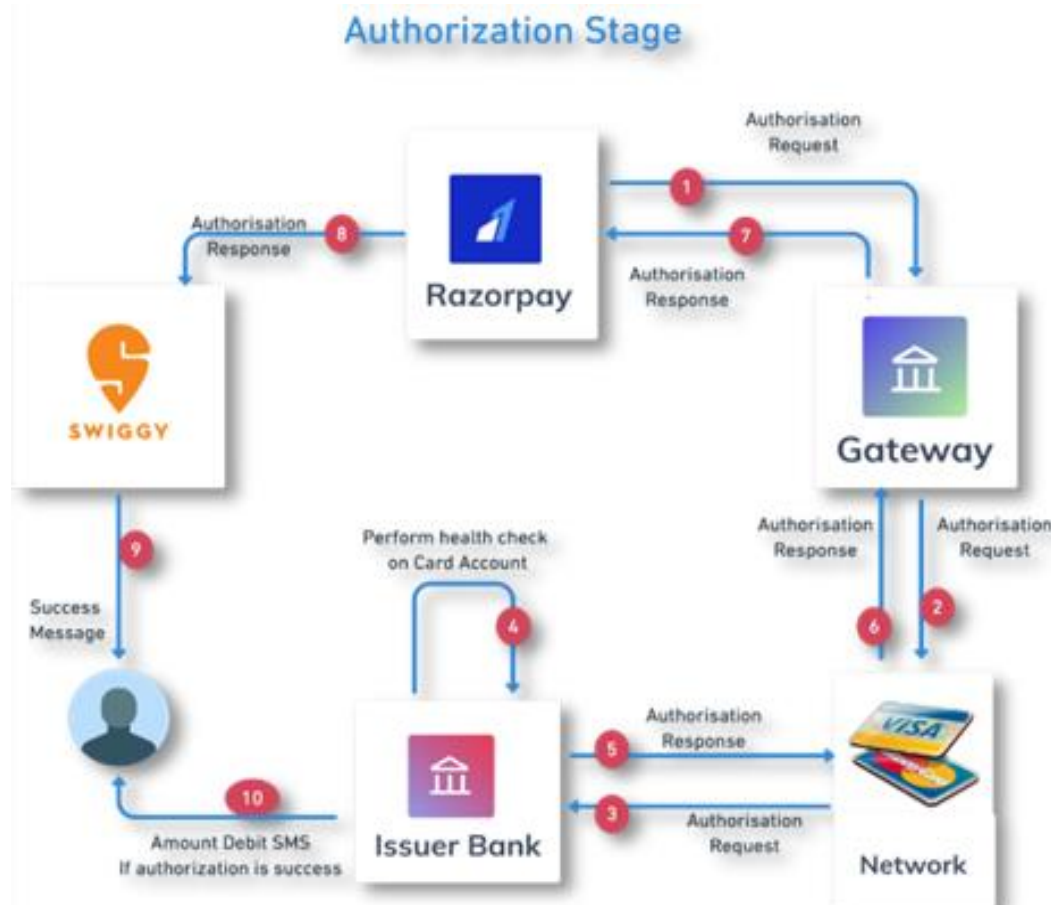 Authorization Stage
Authorisation
Request
1
Razorpay
7
Authorisation
Response
8
Authorisation
Response
SWIGGY
Gateway
9
Success
Message
Perform health check
on Card Account
4
Authorisation
Response
6
Authorisation
Request
2
Authorisation
Response
5
3
Authorisation
Request
VISA
Network
Issuer Bank
10
Amount Debit SMS
If authorization is success